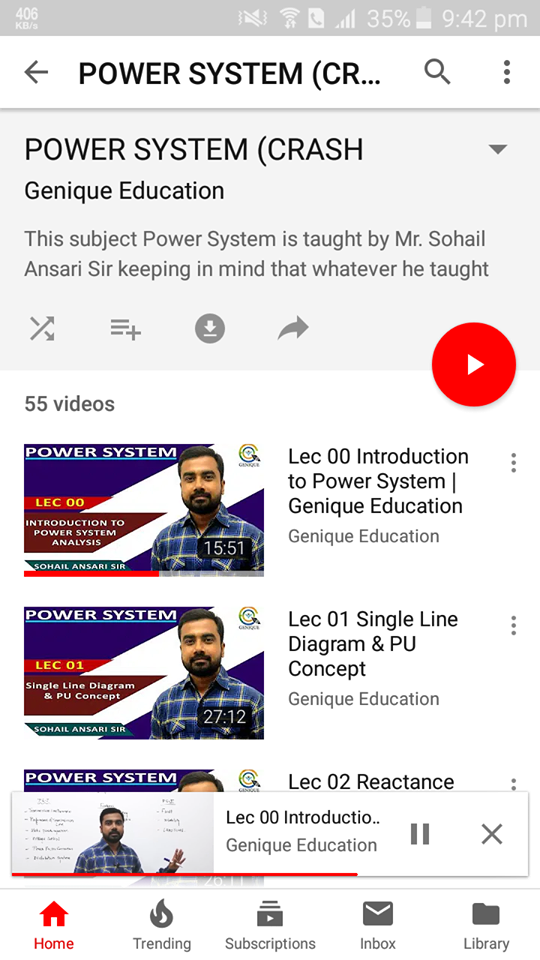 406
KB/s
35%
9:42 pm
POWER SYSTEM (CR...
POWER SYSTEM (CRASH
Genique Education
This subject Power System is taught by Mr. Sohail
Ansari Sir keeping in mind that whatever he taught
55 videos
POWER SYSTEM
GENIQUE
LEC 00
INTRODUCTION TO
POWER SYSTEM
ANALYSIS
SOHAIL ANSARI SIR
15:51
Lec 00 Introduction
to Power System |
Genique Education
Genique Education
POWER SYSTEM
GENIQUE
LEC 01
Single Line Diagram
& PU Concept
SOHAIL ANSARI SIR
27:12
Lec 01 Single Line
Diagram & PU
Concept
Genique Education
POWER SYSTEM
Lec 02 Reactance
Lec 00 Introductio..
Genique Education
26:11
Home
Trending
Subscriptions
Inbox
Library